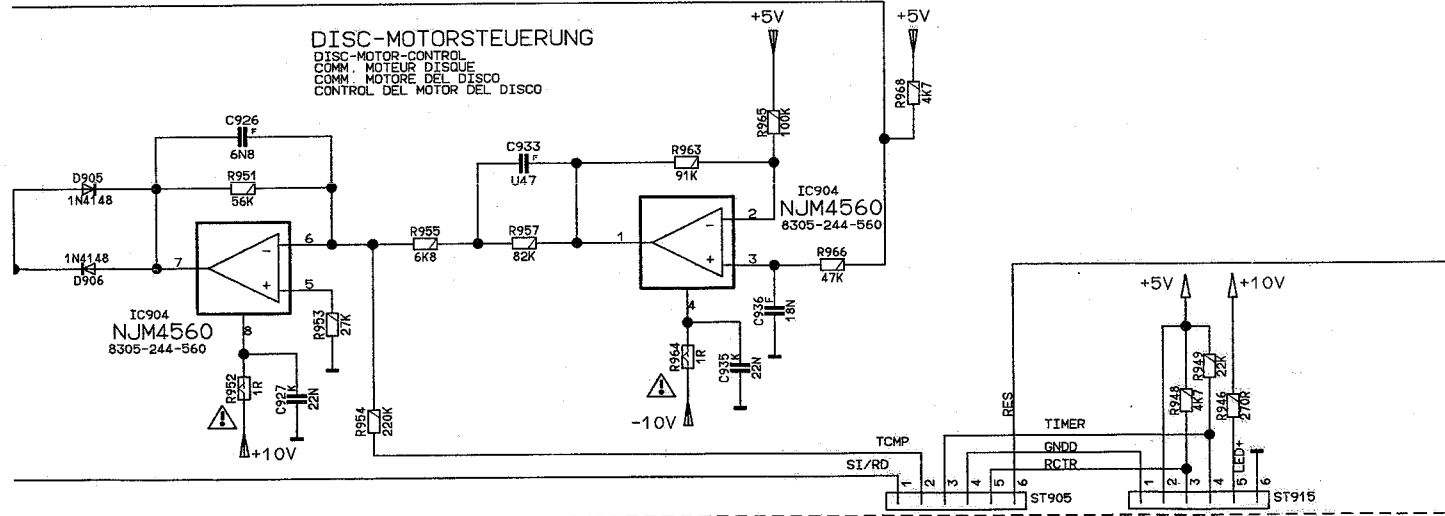 DISC-MOTORSTEUERUNG
DISC-MOTOR-CONTROL
COMM. MOTEUR DISQUE
COMM. MOTORE DEL DISCO
CONTROL DEL MOTOR DEL DISCO
+5V
+5V
R968
4K7
R965
100K
C926
F
6N8
C933
F
U47
R963
91K
D905
1N4148
R951
56K
IC904
NJM4560
8305-244-560
2
6
R955
6K8
R957
82K
1
3
R966
47K
1N4148
D906
7
5
4
C936
F
18N
+5V
+10V
IC904
NJM4560
8305-244-560
8
R953
27K
R964
1R
C935
K
22N
R949
22K
R952
1R
C927
K
22N
R954
220K
-10V
RES
R948
4K7
R946
270R
+10V
TCMP
TIMER
GNDD
RCTR
SI/RD
LED+
1
2
3
4
5
6
ST905
1
2
3
4
5
6
ST915